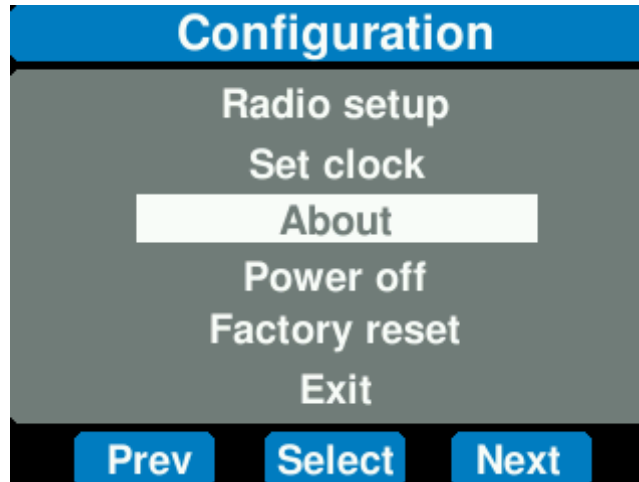 Configuration
Radio setup
Set clock
About
Power off
Factory reset
Exit
Prev Select Next